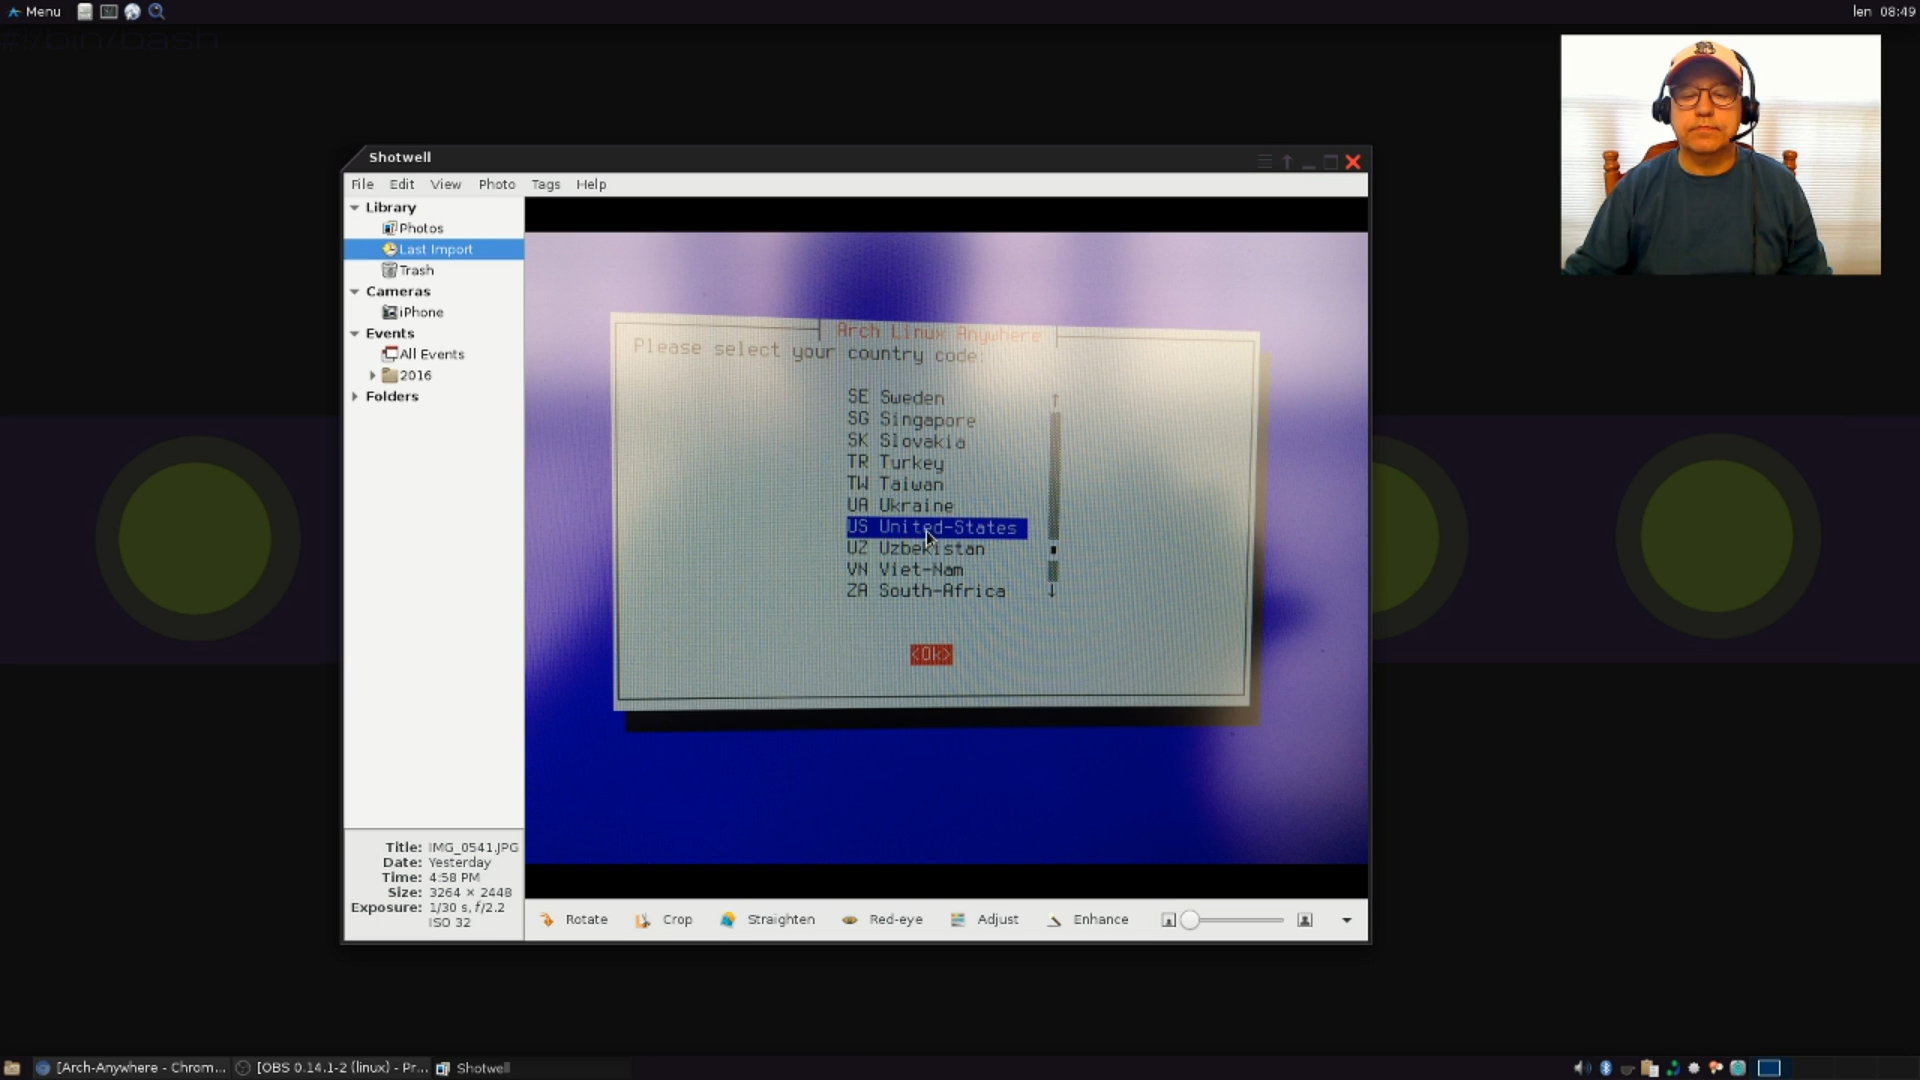 Menu
len 08:49
#!/bin/bash
Shotwell
File Edit View Photo Tags Help
Library
Photos
Last Import
Trash
Cameras
iPhone
Events
All Events
2016
Folders
Arch Linux Anywhere
Please select your country code:
SE Sweden
SG Singapore
SK Slovakia
TR Turkey
TW Taiwan
UA Ukraine
US United-States
UZ Uzbekistan
VN Viet-Nam
ZA South-Africa
<Ok>
Title: IMG_0541.JPG
Date: Yesterday
Time: 4:58 PM
Size: 3264 × 2448
Exposure: 1/30 s, f/2.2
ISO 32
Rotate Crop Straighten Red-eye Adjust Enhance
[Arch-Anywhere - Chrom... [OBS 0.14.1-2 (linux) - Pr... Shotwell